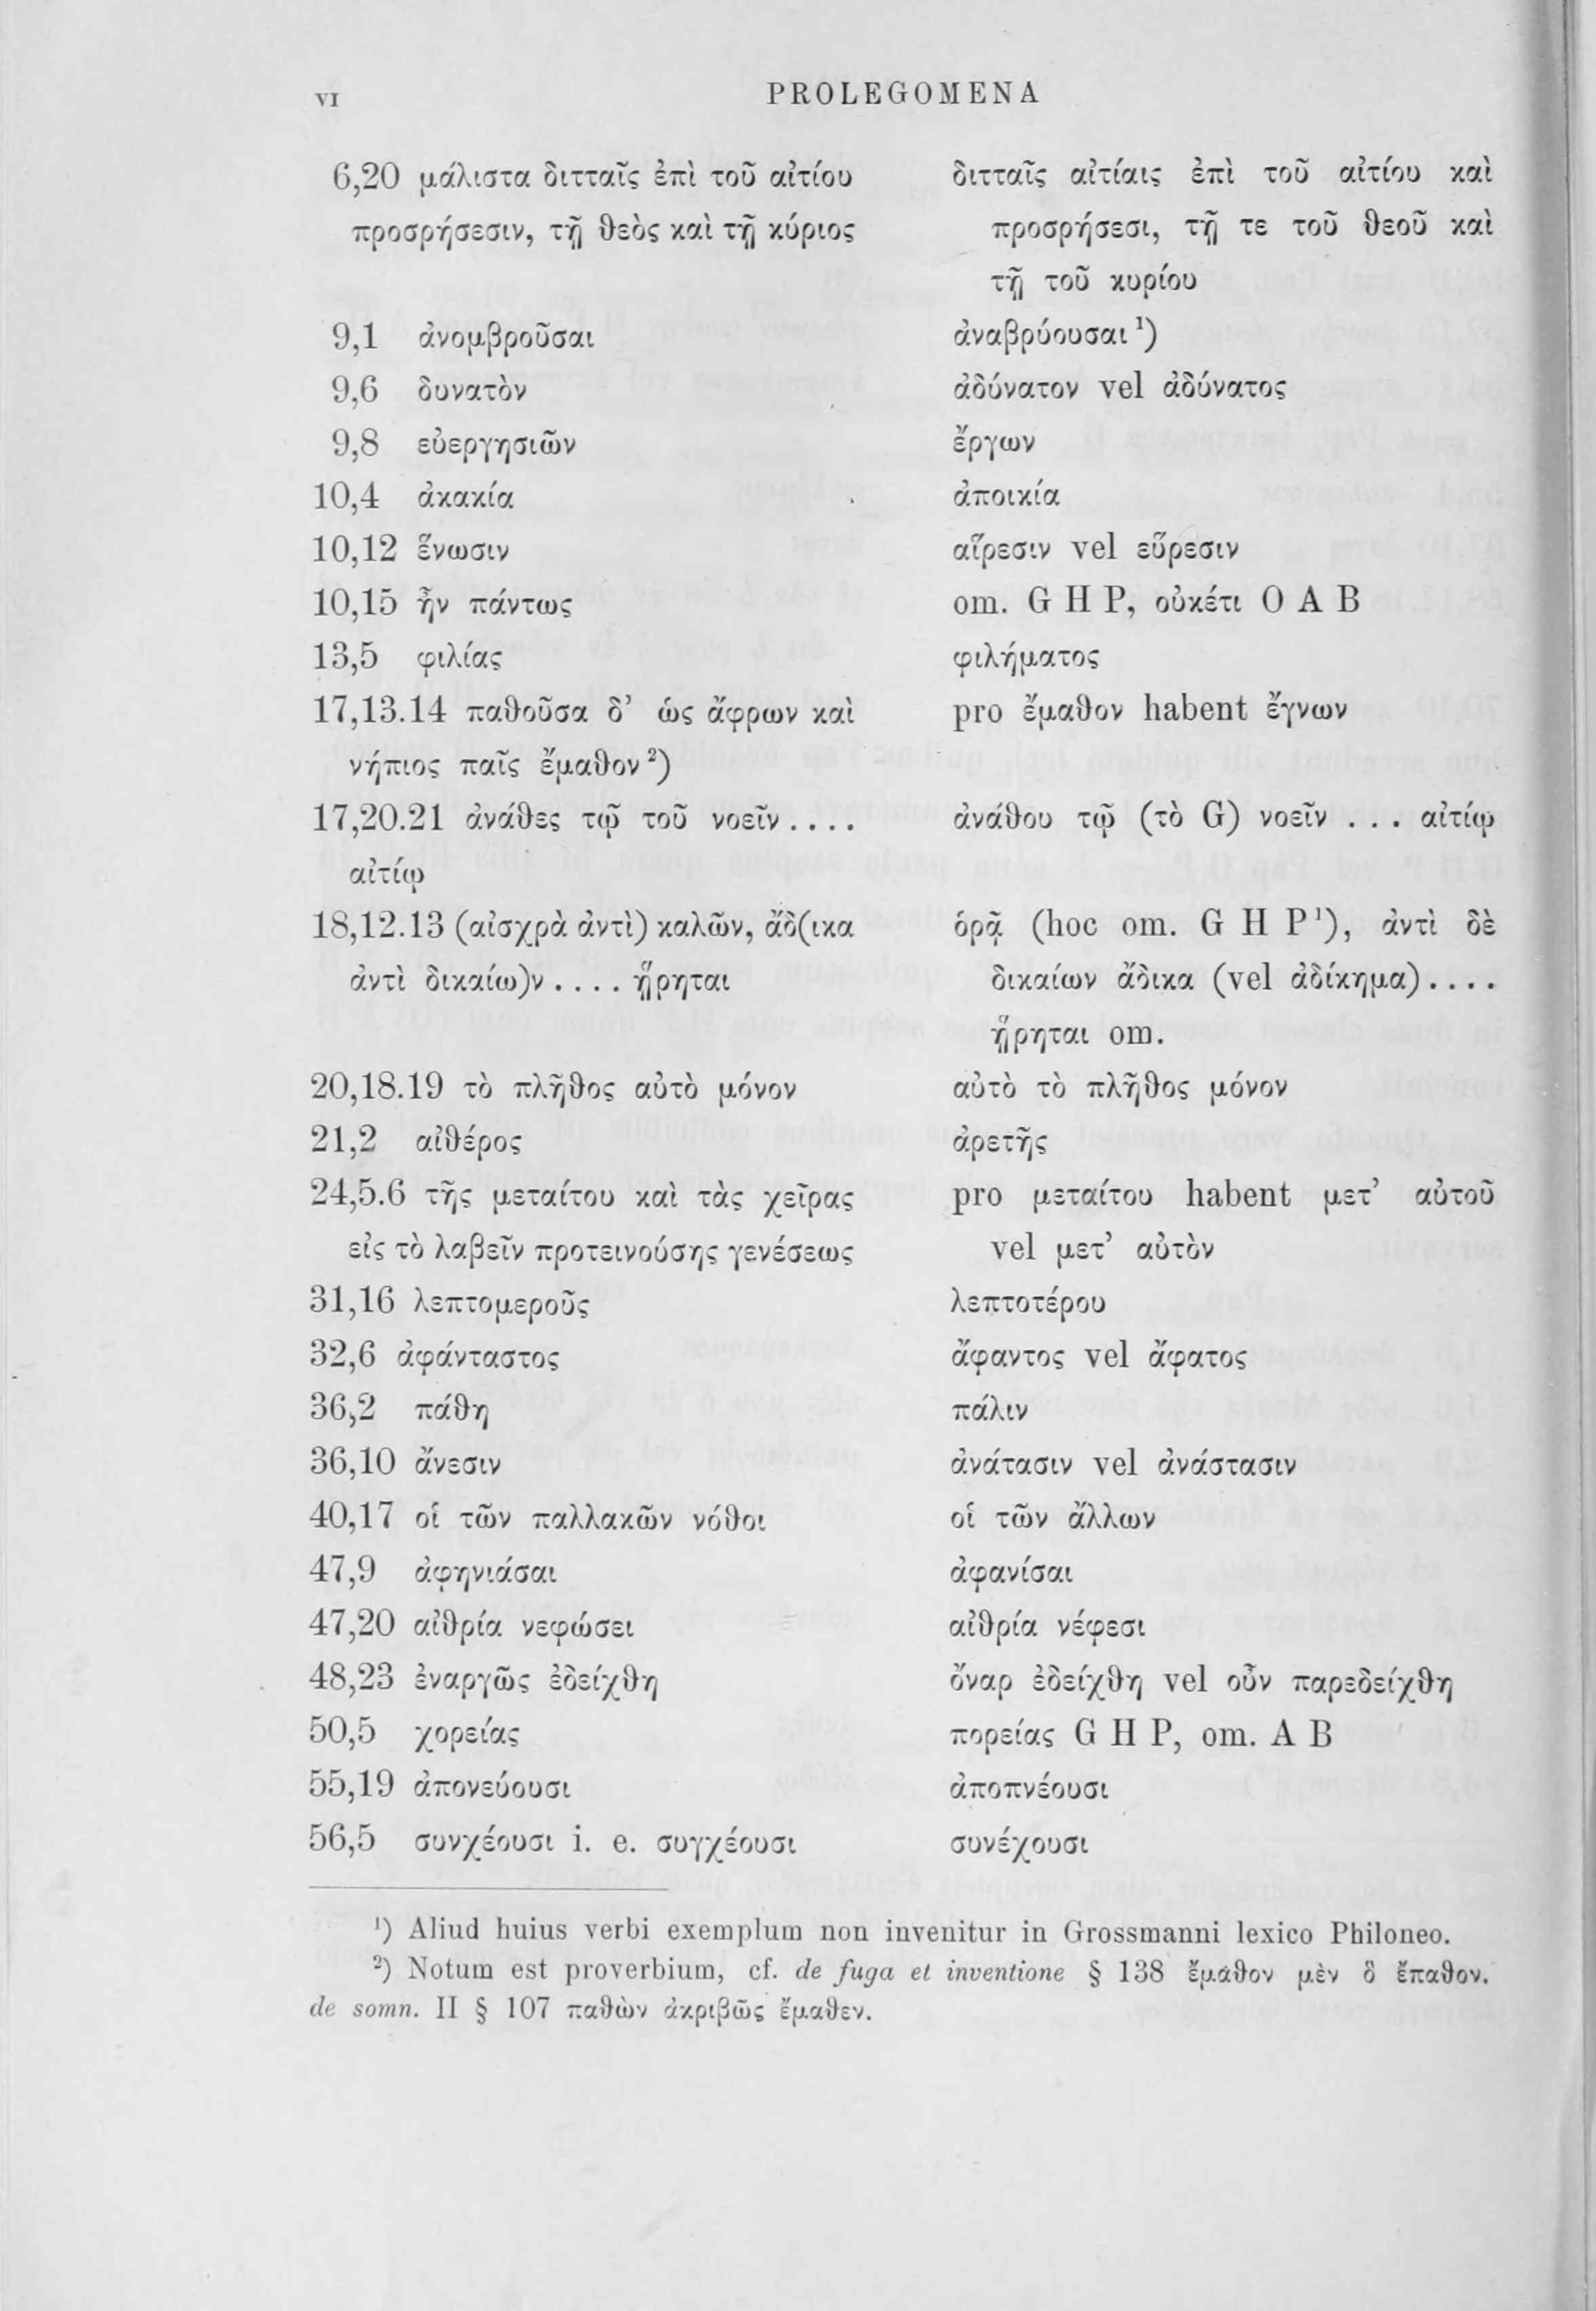 VI PROLEGOMENA
6,20 μάλιστα διτταῖς ἐπὶ τοῦ αἰτίου διτταῖς αἰτίαις ἐπὶ τοῦ αἰτίου καὶ
προσρήσεσιν, τῇ θεὸς καὶ τῇ κύριος προσρήσεσι, τῇ τε τοῦ θεοῦ καὶ
τῇ τοῦ κυρίου
9,1 ἀνομβροῦσαι ἀναβρύουσαι ¹)
9,6 δυνατὸν ἀδύνατον vel ἀδύνατος
9,8 εὐεργησιῶν ἔργων
10,4 ἀκακία ἀποικία
10,12 ἕνωσιν αἵρεσιν vel εὕρεσιν
10,15 ἦν πάντως om. G H P, οὐκέτι O A B
13,5 φιλίας φιλήματος
17,13.14 παθοῦσα δ’ ὡς ἄφρων καὶ pro ἔμαθον habent ἔγνων
νήπιος παῖς ἔμαθον ²)
17,20.21 ἀνάθες τῷ τοῦ νοεῖν . . . . ἀνάθου τῷ (τὸ G) νοεῖν . . . αἰτίῳ
αἰτίῳ
18,12.13 (αἰσχρὰ ἀντὶ) καλῶν, ἄδ(ικα ὁρᾷ (hoc om. G H P¹), ἀντὶ δὲ
ἀντὶ δικαίω)ν . . . . ᾕρηται δικαίων ἄδικα (vel ἀδίκημα) . . . .
ᾕρηται om.
20,18.19 τὸ πλῆθος αὐτὸ μόνον αὐτὸ τὸ πλῆθος μόνον
21,2 αἰθέρος ἀρετῆς
24,5.6 τῆς μεταίτου καὶ τὰς χεῖρας pro μεταίτου habent μετ’ αὐτοῦ
εἰς τὸ λαβεῖν προτεινούσης γενέσεως vel μετ’ αὐτὸν
31,16 λεπτομεροῦς λεπτοτέρου
32,6 ἀφάνταστος ἄφαντος vel ἄφατος
36,2 πάθη πάλιν
36,10 ἄνεσιν ἀνάτασιν vel ἀνάστασιν
40,17 οἱ τῶν παλλακῶν νόθοι οἱ τῶν ἄλλων
47,9 ἀφηνιάσαι ἀφανίσαι
47,20 αἰθρία νεφώσει αἰθρία νέφεσι
48,23 ἐναργῶς ἐδείχθη ὄναρ ἐδείχθη vel οὖν παρεδείχθη
50,5 χορείας πορείας G H P, om. A B
55,19 ἀπονεύουσι ἀποπνέουσι
56,5 συνχέουσι i. e. συγχέουσι συνέχουσι
¹) Aliud huius verbi exemplum non invenitur in Grossmanni lexico Philoneo.
²) Notum est proverbium, cf. de fuga et inventione § 138 ἔμαθον μὲν ὃ ἔπαθον.
de somn. II § 107 παθὼν ἀκριβῶς ἔμαθεν.